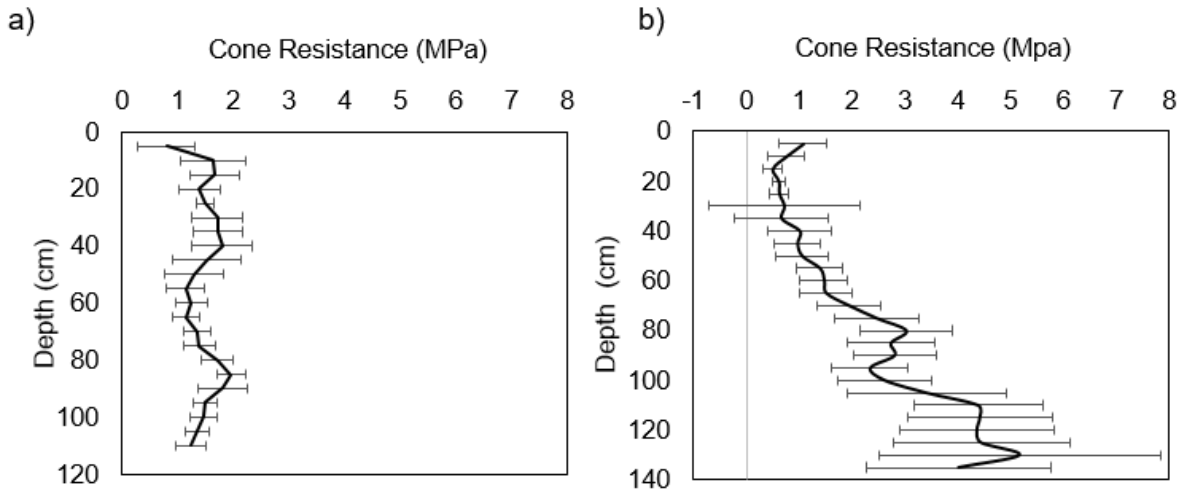 a)
Cone Resistance (MPa)
0 1 2 3 4 5 6 7 8
0
20
40
60
80
100
120
Depth (cm)
b)
Cone Resistance (Mpa)
-1 0 1 2 3 4 5 6 7 8
0
20
40
60
80
100
120
140
Depth (cm)